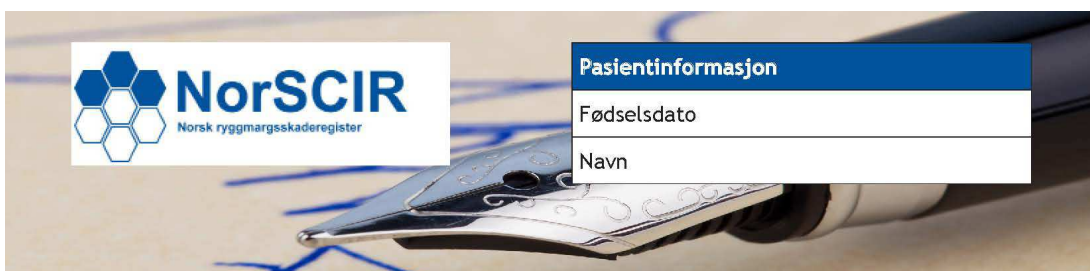 NorSCIR
Norsk ryggmargsskaderegister
Pasientinformasjon
Fødselsdato
Navn